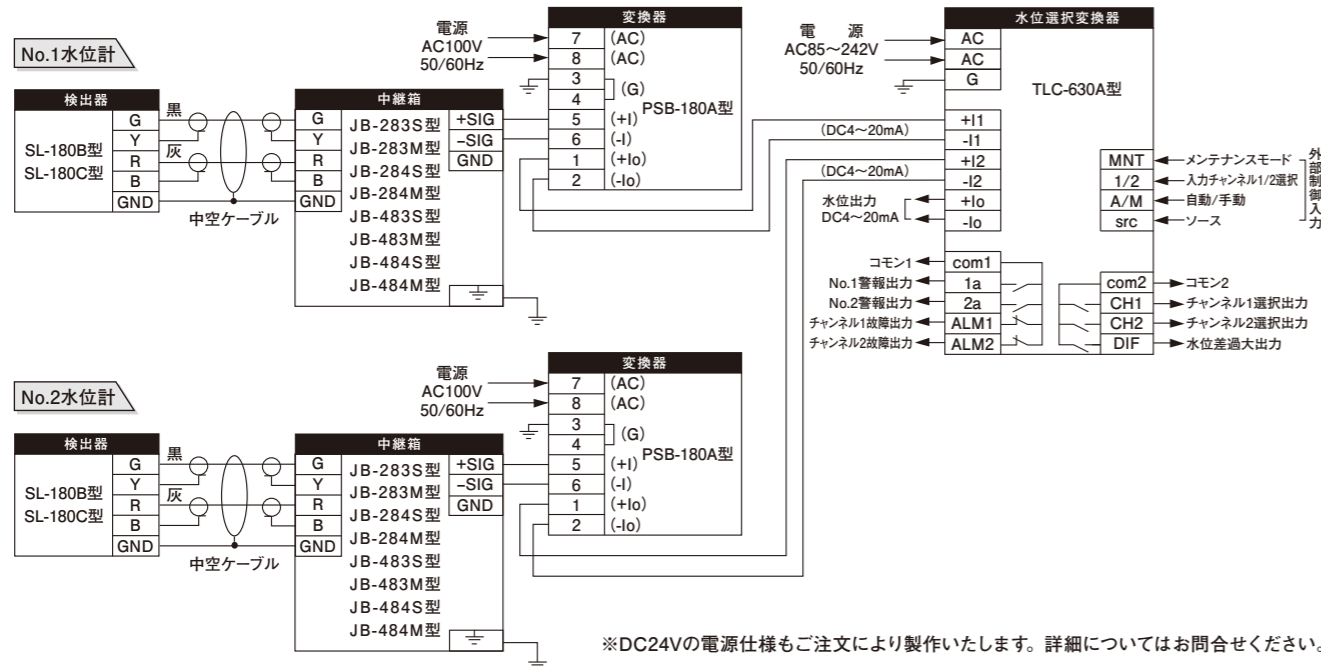 No.1水位計
検出器
SL-180B型
SL-180C型
G
Y
R
B
GND
黒
灰
中空ケーブル
中継箱
G
Y
R
B
GND
JB-283S型
JB-283M型
JB-284S型
JB-284M型
JB-483S型
JB-483M型
JB-484S型
JB-484M型
+SIG
−SIG
GND
電源
AC100V
50/60Hz
変換器
7 (AC)
8 (AC)
3
4
(G)
5 (+I)
6 (-I)
1 (+Io)
2 (-Io)
PSB-180A型
No.2水位計
検出器
SL-180B型
SL-180C型
G
Y
R
B
GND
黒
灰
中空ケーブル
中継箱
G
Y
R
B
GND
JB-283S型
JB-283M型
JB-284S型
JB-284M型
JB-483S型
JB-483M型
JB-484S型
JB-484M型
+SIG
−SIG
GND
電源
AC100V
50/60Hz
変換器
7 (AC)
8 (AC)
3
4
(G)
5 (+I)
6 (-I)
1 (+Io)
2 (-Io)
PSB-180A型
水位選択変換器
TLC-630A型
電 源
AC85〜242V
50/60Hz
AC
AC
G
(DC4〜20mA)
(DC4〜20mA)
+I1
-I1
+I2
-I2
+Io
-Io
水位出力
DC4〜20mA
コモン1 com1
No.1警報出力 1a
No.2警報出力 2a
チャンネル1故障出力 ALM1
チャンネル2故障出力 ALM2
MNT メンテナンスモード
1/2 入力チャンネル1/2選択
A/M 自動/手動
src ソース
外部制御入力
com2 コモン2
CH1 チャンネル1選択出力
CH2 チャンネル2選択出力
DIF 水位差過大出力
※DC24Vの電源仕様もご注文により製作いたします。詳細についてはお問合せください。